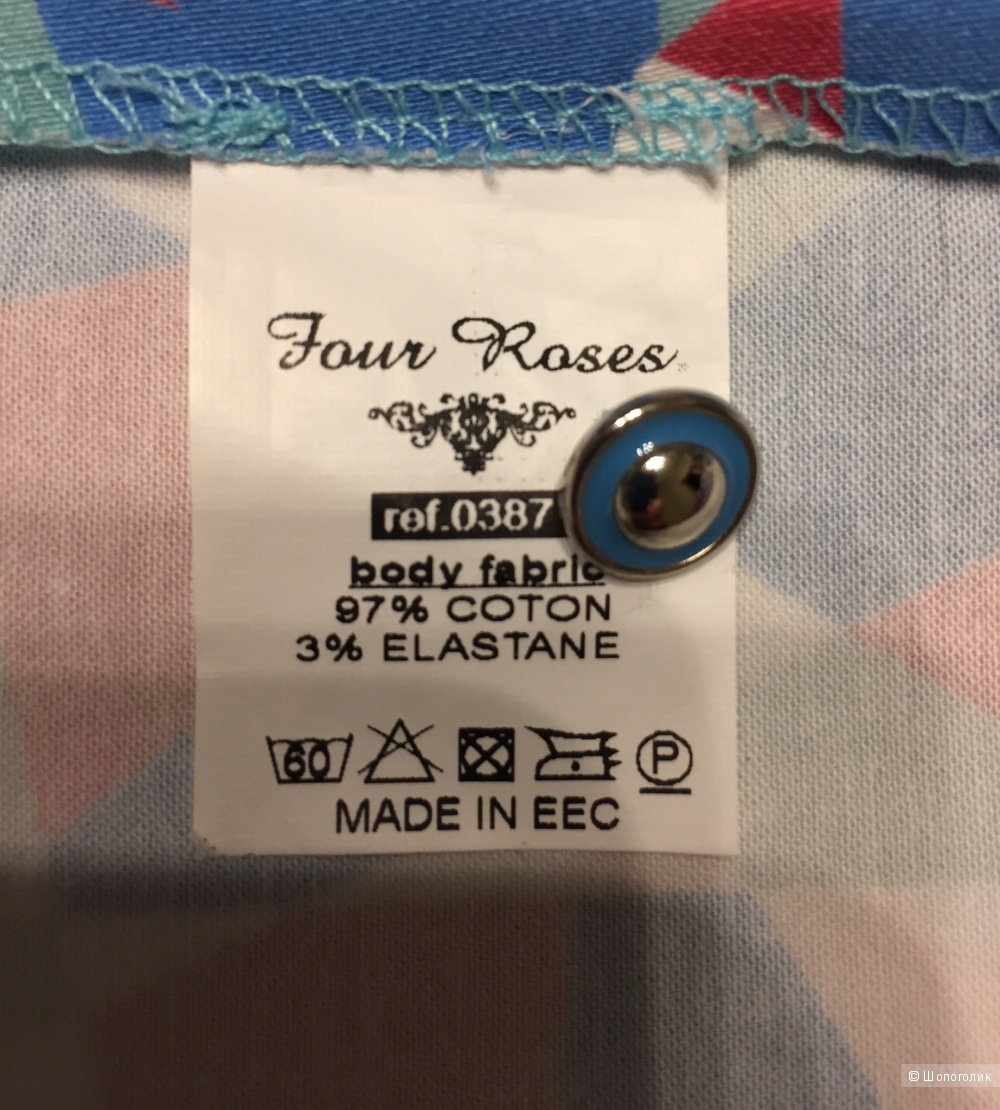 Four Roses
ref.0387
body fabric
97% COTON
3% ELASTANE
60 P
MADE IN EEC
© Шопоголик